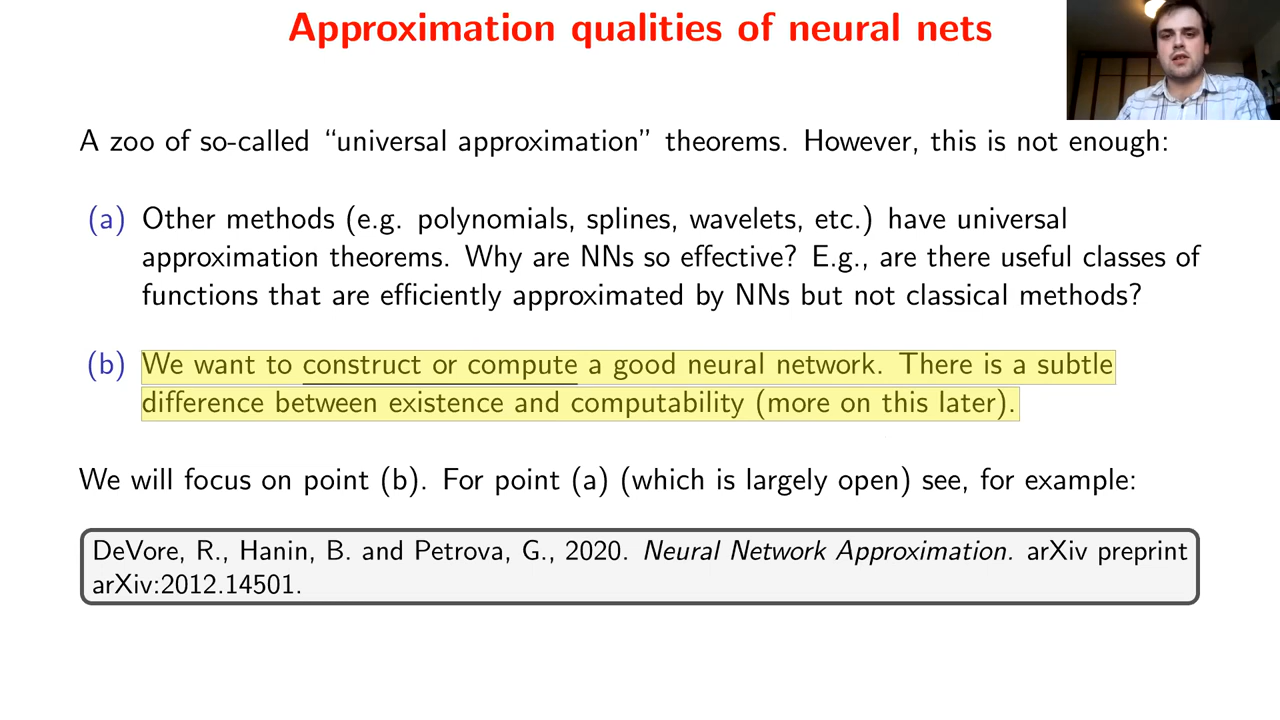 Approximation qualities of neural nets
A zoo of so-called “universal approximation” theorems. However, this is not enough:
(a) Other methods (e.g. polynomials, splines, wavelets, etc.) have universal
approximation theorems. Why are NNs so effective? E.g., are there useful classes of
functions that are efficiently approximated by NNs but not classical methods?
(b) We want to construct or compute a good neural network. There is a subtle
difference between existence and computability (more on this later).
We will focus on point (b). For point (a) (which is largely open) see, for example:
DeVore, R., Hanin, B. and Petrova, G., 2020. Neural Network Approximation. arXiv preprint
arXiv:2012.14501.